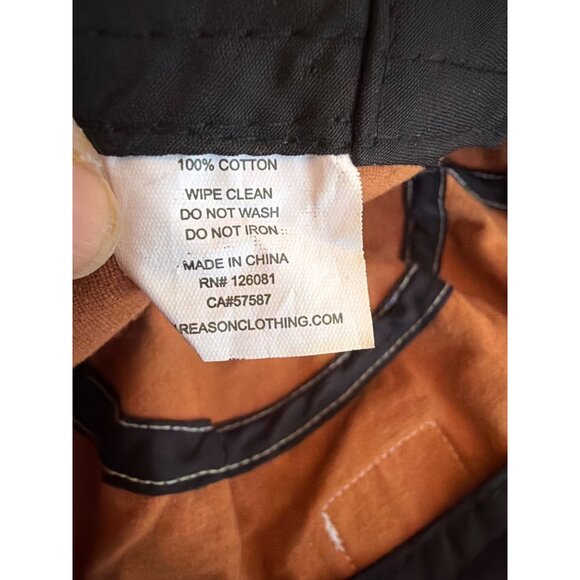 100% COTTON
WIPE CLEAN
DO NOT WASH
DO NOT IRON
MADE IN CHINA
RN# 126081
CA#57587
REASONCLOTHING.COM